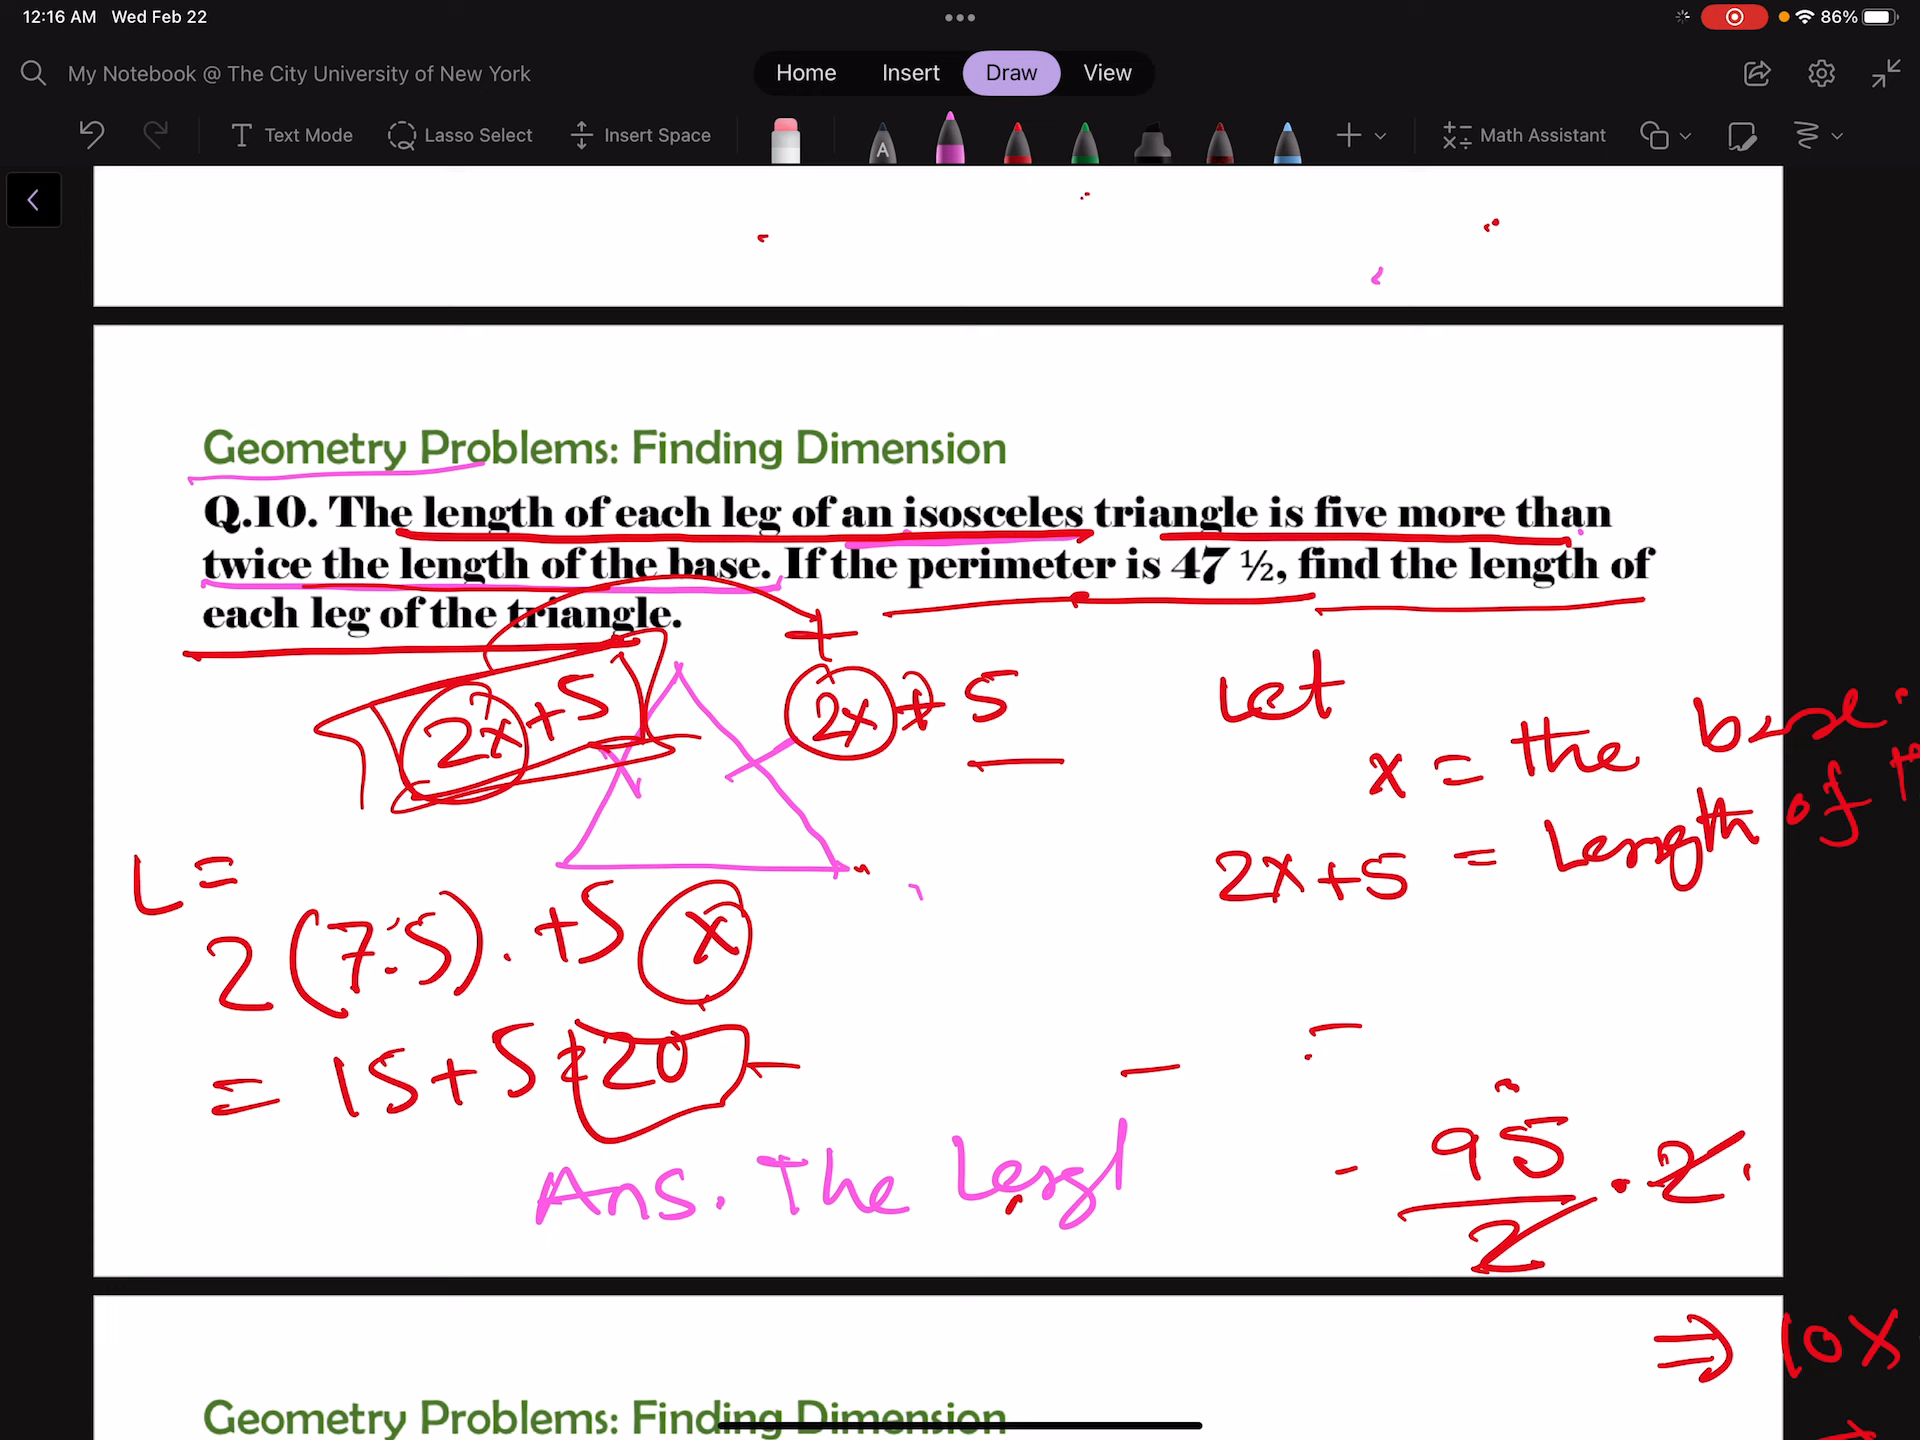 12:16 AM Wed Feb 22
86%
My Notebook @ The City University of New York
Home Insert Draw View
Text Mode Lasso Select Insert Space A Math Assistant
Geometry Problems: Finding Dimension
Q.10. The length of each leg of an isosceles triangle is five more than
twice the length of the base. If the perimeter is 47 ½, find the length of
each leg of the triangle.
2x+5
2x + 5
Let
x = the base.
2x+5 = Length of
L =
2(7.5). +5
x
= 15+5 = 20
95/2 . 2.
Ans. The
⇒ 10x
Geometry Problems: Finding Dimension